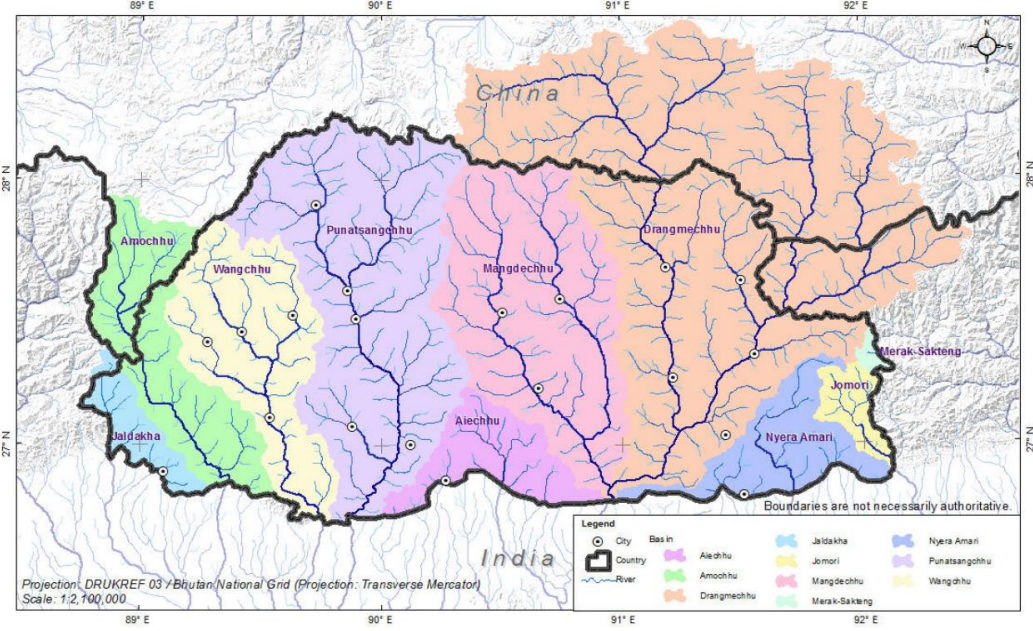 89° E 90° E 91° E 92° E
N
W E
S
China
28° N 28° N
Amochhu
Punatsangchhu
Drangmechhu
Wangchhu
Mangdechhu
Merak-Sakteng
Jomori
Aiechhu
Jaldakha
Nyera Amari
27° N 27° N
Boundaries are not necessarily authoritative.
India
Legend
City
Country
River
Basin
Aiechhu
Amochhu
Drangmechhu
Jaldakha
Jomori
Mangdechhu
Merak-Sakteng
Nyera Amari
Punatsangchhu
Wangchhu
Projection: DRUKREF 03 / Bhutan National Grid (Projection: Transverse Mercator)
Scale: 1:2,100,000
89° E 90° E 91° E 92° E